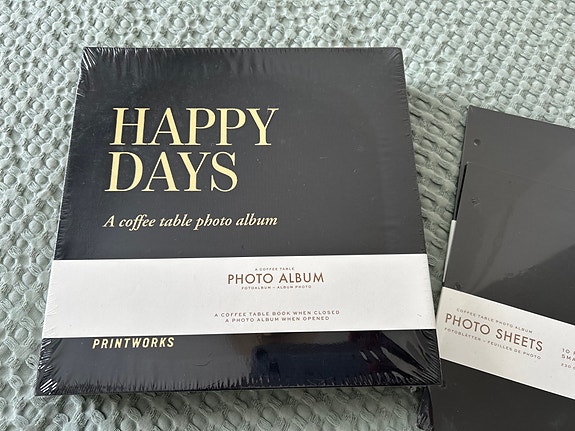 HAPPY
DAYS
A coffee table photo album
A COFFEE TABLE
PHOTO ALBUM
FOTOALBUM – ALBUM PHOTO
A COFFEE TABLE BOOK WHEN CLOSED
A PHOTO ALBUM WHEN OPENED
PRINTWORKS
COFFEE TABLE PHOTO ALBUM
PHOTO SHEETS
FOTOBLÄTTER – FEUILLES DE PHOTO
10